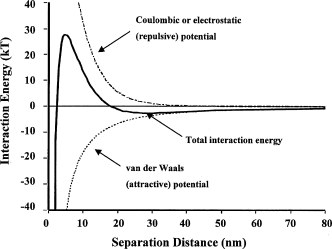 40
30
20
10
0
-10
-20
-30
-40
Interaction Energy (kT)
Coulombic or electrostatic
(repulsive) potential
Total interaction energy
van der Waals
(attractive) potential
0 10 20 30 40 50 60 70 80
Separation Distance (nm)